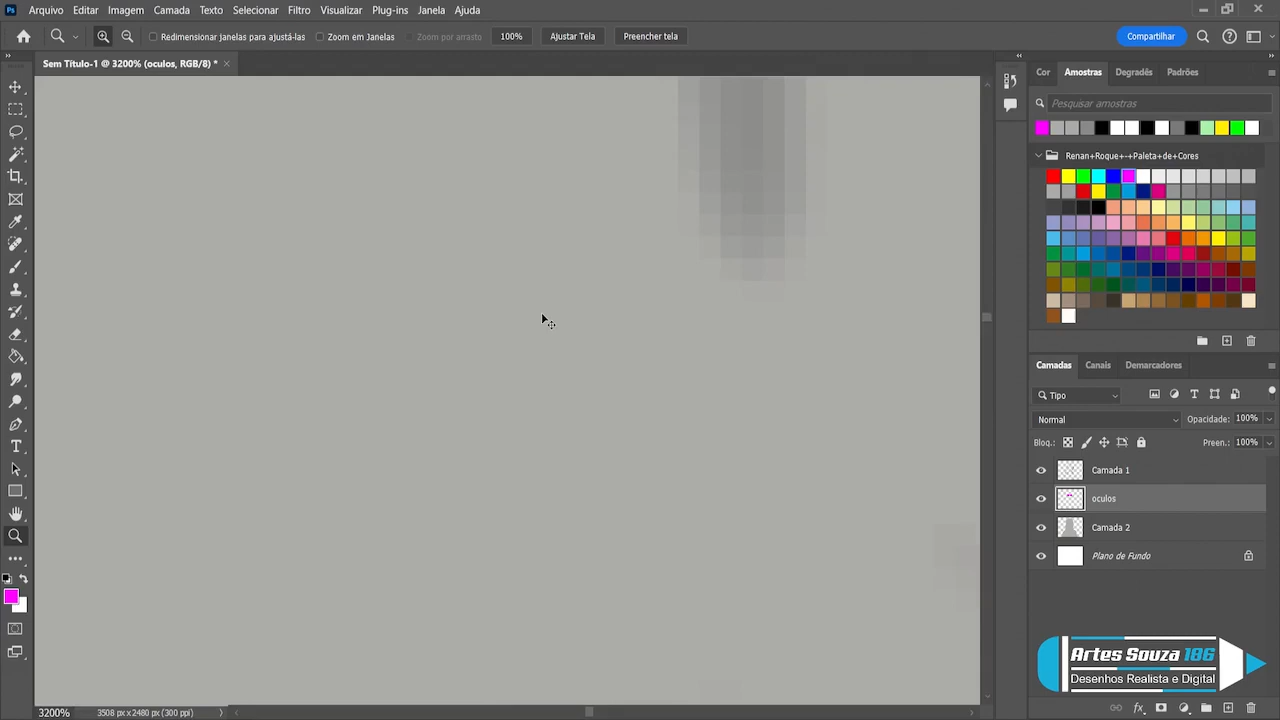 Ps Arquivo Editar Imagem Camada Texto Selecionar Filtro Visualizar Plug-ins Janela Ajuda
Redimensionar janelas para ajustá-las Zoom em Janelas Zoom por arrasto 100% Ajustar Tela Preencher tela Compartilhar
Sem Título-1 @ 3200% (oculos, RGB/8) *
Cor Amostras Degradês Padrões
Pesquisar amostras
Renan+Roque+-+Paleta+de+Cores
Camadas Canais Demarcadores
Tipo
Normal Opacidade: 100%
Bloq.: Preen.: 100%
Camada 1
oculos
Camada 2
Plano de Fundo
Artes Souza 186
Desenhos Realista e Digital
3200% 3508 px x 2480 px (300 ppi)